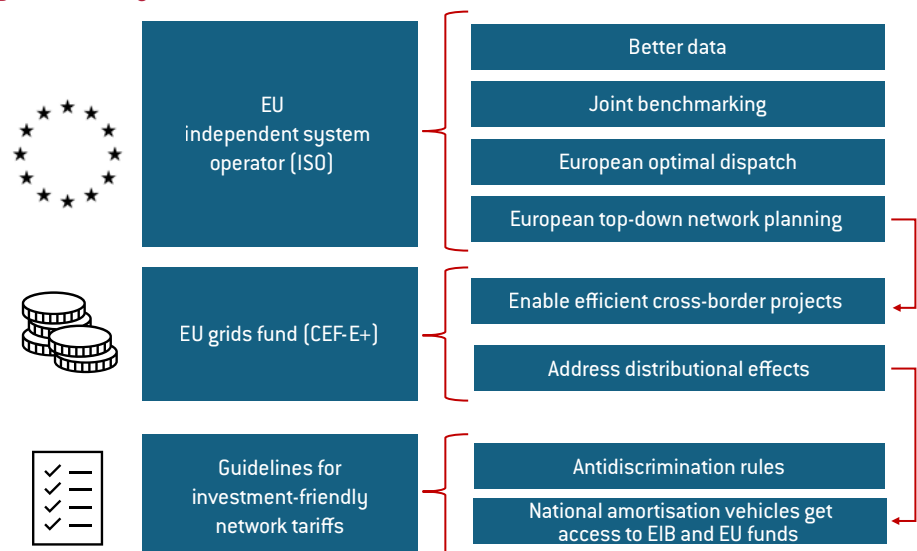 EU
independent system
operator (ISO)
Better data
Joint benchmarking
European optimal dispatch
European top-down network planning
EU grids fund (CEF-E+)
Enable efficient cross-border projects
Address distributional effects
Guidelines for
investment-friendly
network tariffs
Antidiscrimination rules
National amortisation vehicles get
access to EIB and EU funds